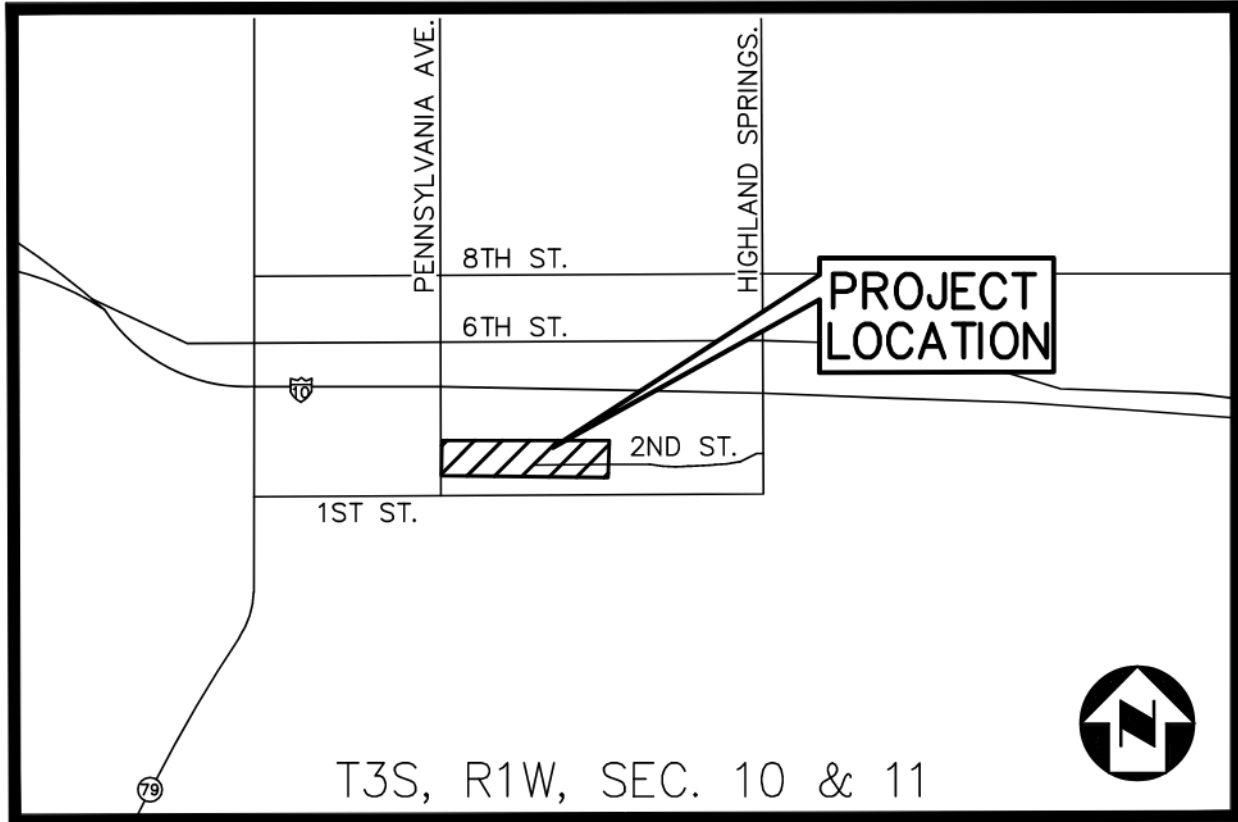 PENNSYLVANIA AVE.
HIGHLAND SPRINGS.
8TH ST.
PROJECT
LOCATION
6TH ST.
10
2ND ST.
1ST ST.
79
T3S, R1W, SEC. 10 & 11
N